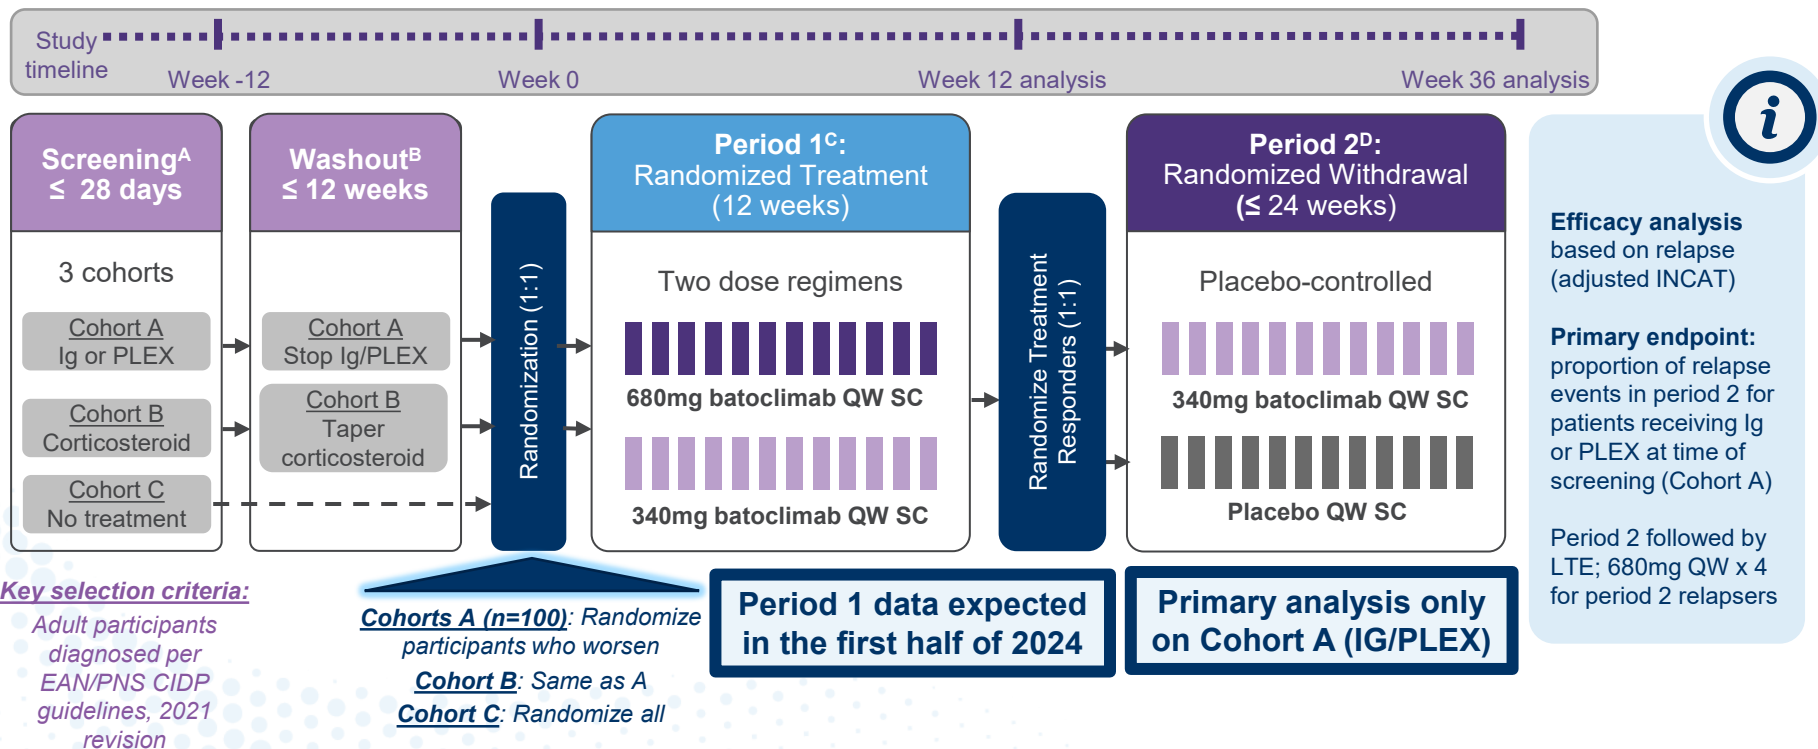 Study
timeline
Week -12
Week 0
Week 12 analysis
Week 36 analysis
Screening^A
≤ 28 days
3 cohorts
Cohort A
Ig or PLEX
Cohort B
Corticosteroid
Cohort C
No treatment
Washout^B
≤ 12 weeks
Cohort A
Stop Ig/PLEX
Cohort B
Taper
corticosteroid
Randomization (1:1)
Period 1^C:
Randomized Treatment
(12 weeks)
Two dose regimens
680mg batoclimab QW SC
340mg batoclimab QW SC
Randomize Treatment
Responders (1:1)
Period 2^D:
Randomized Withdrawal
(≤ 24 weeks)
Placebo-controlled
340mg batoclimab QW SC
Placebo QW SC
i
Efficacy analysis
based on relapse
(adjusted INCAT)
Primary endpoint:
proportion of relapse
events in period 2 for
patients receiving Ig
or PLEX at time of
screening (Cohort A)
Period 2 followed by
LTE; 680mg QW x 4
for period 2 relapsers
Key selection criteria:
Adult participants
diagnosed per
EAN/PNS CIDP
guidelines, 2021
revision
Cohorts A (n=100): Randomize
participants who worsen
Cohort B: Same as A
Cohort C: Randomize all
Period 1 data expected
in the first half of 2024
Primary analysis only
on Cohort A (IG/PLEX)